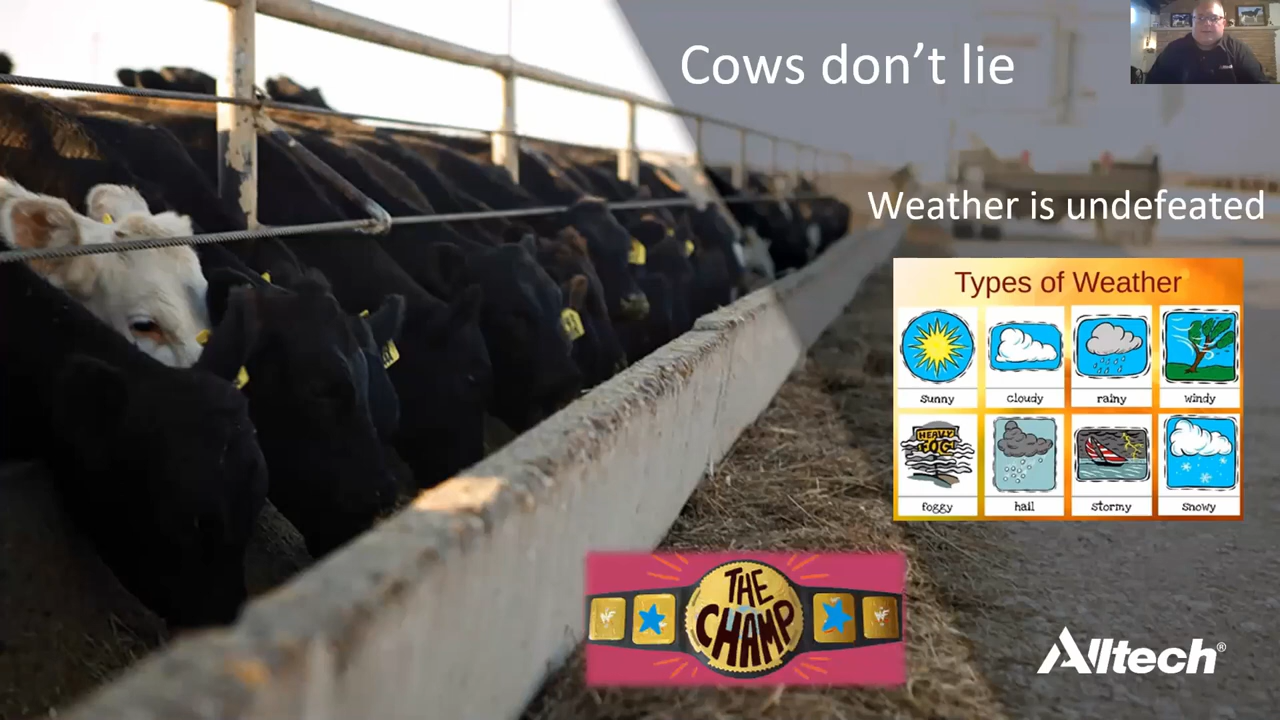 Cows don't lie
Weather is undefeated
Types of Weather
sunny
cloudy
rainy
windy
HEAVY
FOG
foggy
hail
stormy
snowy
THE
CHAMP
Alltech®